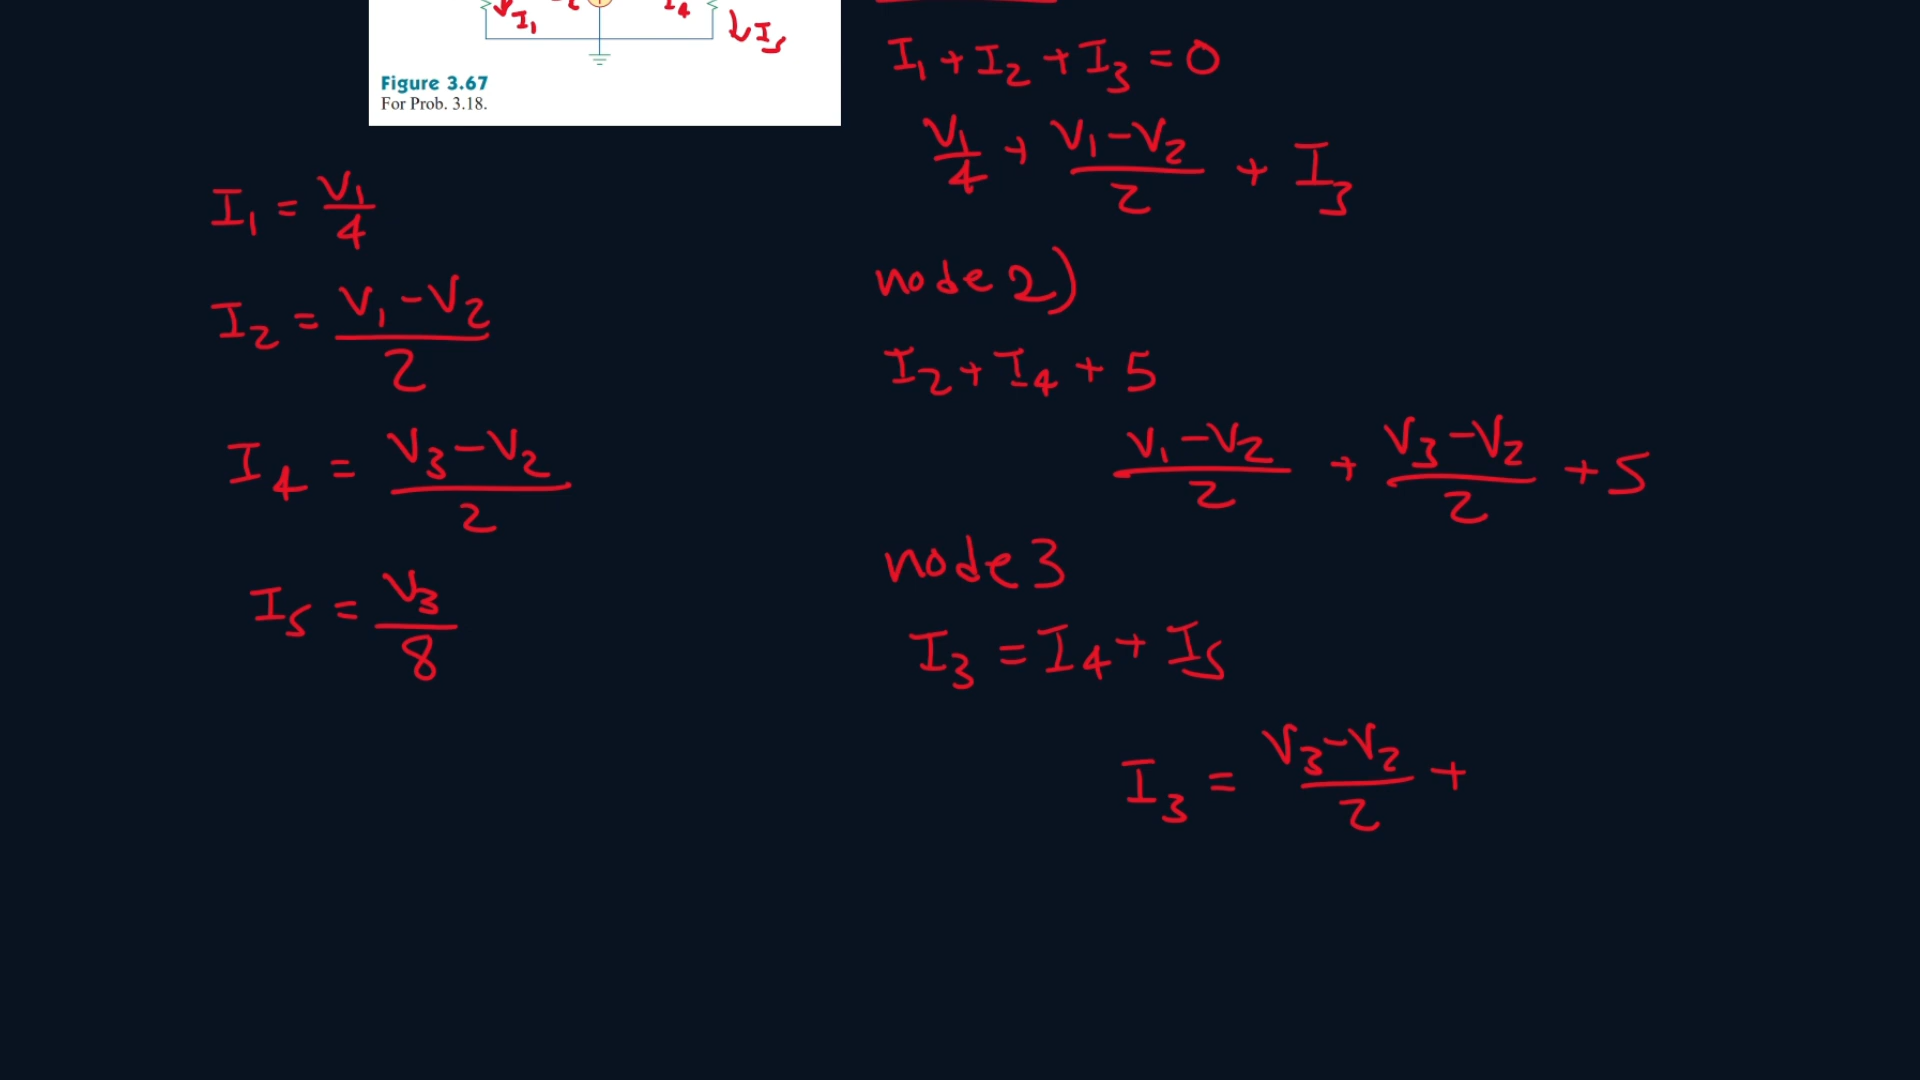 I₁ I₄ I₅
Figure 3.67
For Prob. 3.18.
I₁ = V₁/4
I₂ = (V₁-V₂)/2
I₄ = (V₃-V₂)/2
I₅ = V₃/8
I₁+I₂+I₃=0
V₁/4 + (V₁-V₂)/2 + I₃
node 2)
I₂+I₄+5
(V₁-V₂)/2 + (V₃-V₂)/2 +5
node 3
I₃=I₄+I₅
I₃ = (V₃-V₂)/2 +